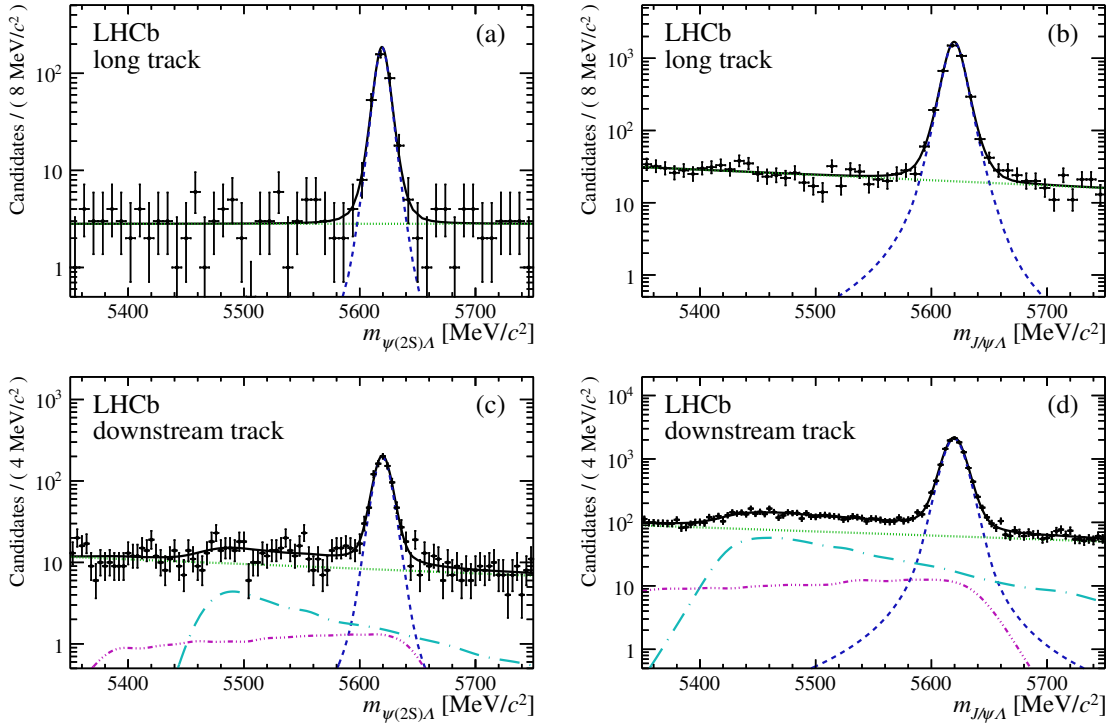 LHCb
long track
(a)
Candidates / ( 8 MeV/c²)
10²
10
1
5400 5500 5600 5700
m_ψ(2S)Λ [MeV/c²]
LHCb
long track
(b)
Candidates / ( 8 MeV/c²)
10³
10²
10
1
5400 5500 5600 5700
m_J/ψΛ [MeV/c²]
LHCb
downstream track
(c)
Candidates / ( 4 MeV/c²)
10³
10²
10
1
5400 5500 5600 5700
m_ψ(2S)Λ [MeV/c²]
LHCb
downstream track
(d)
Candidates / ( 4 MeV/c²)
10⁴
10³
10²
10
1
5400 5500 5600 5700
m_J/ψΛ [MeV/c²]